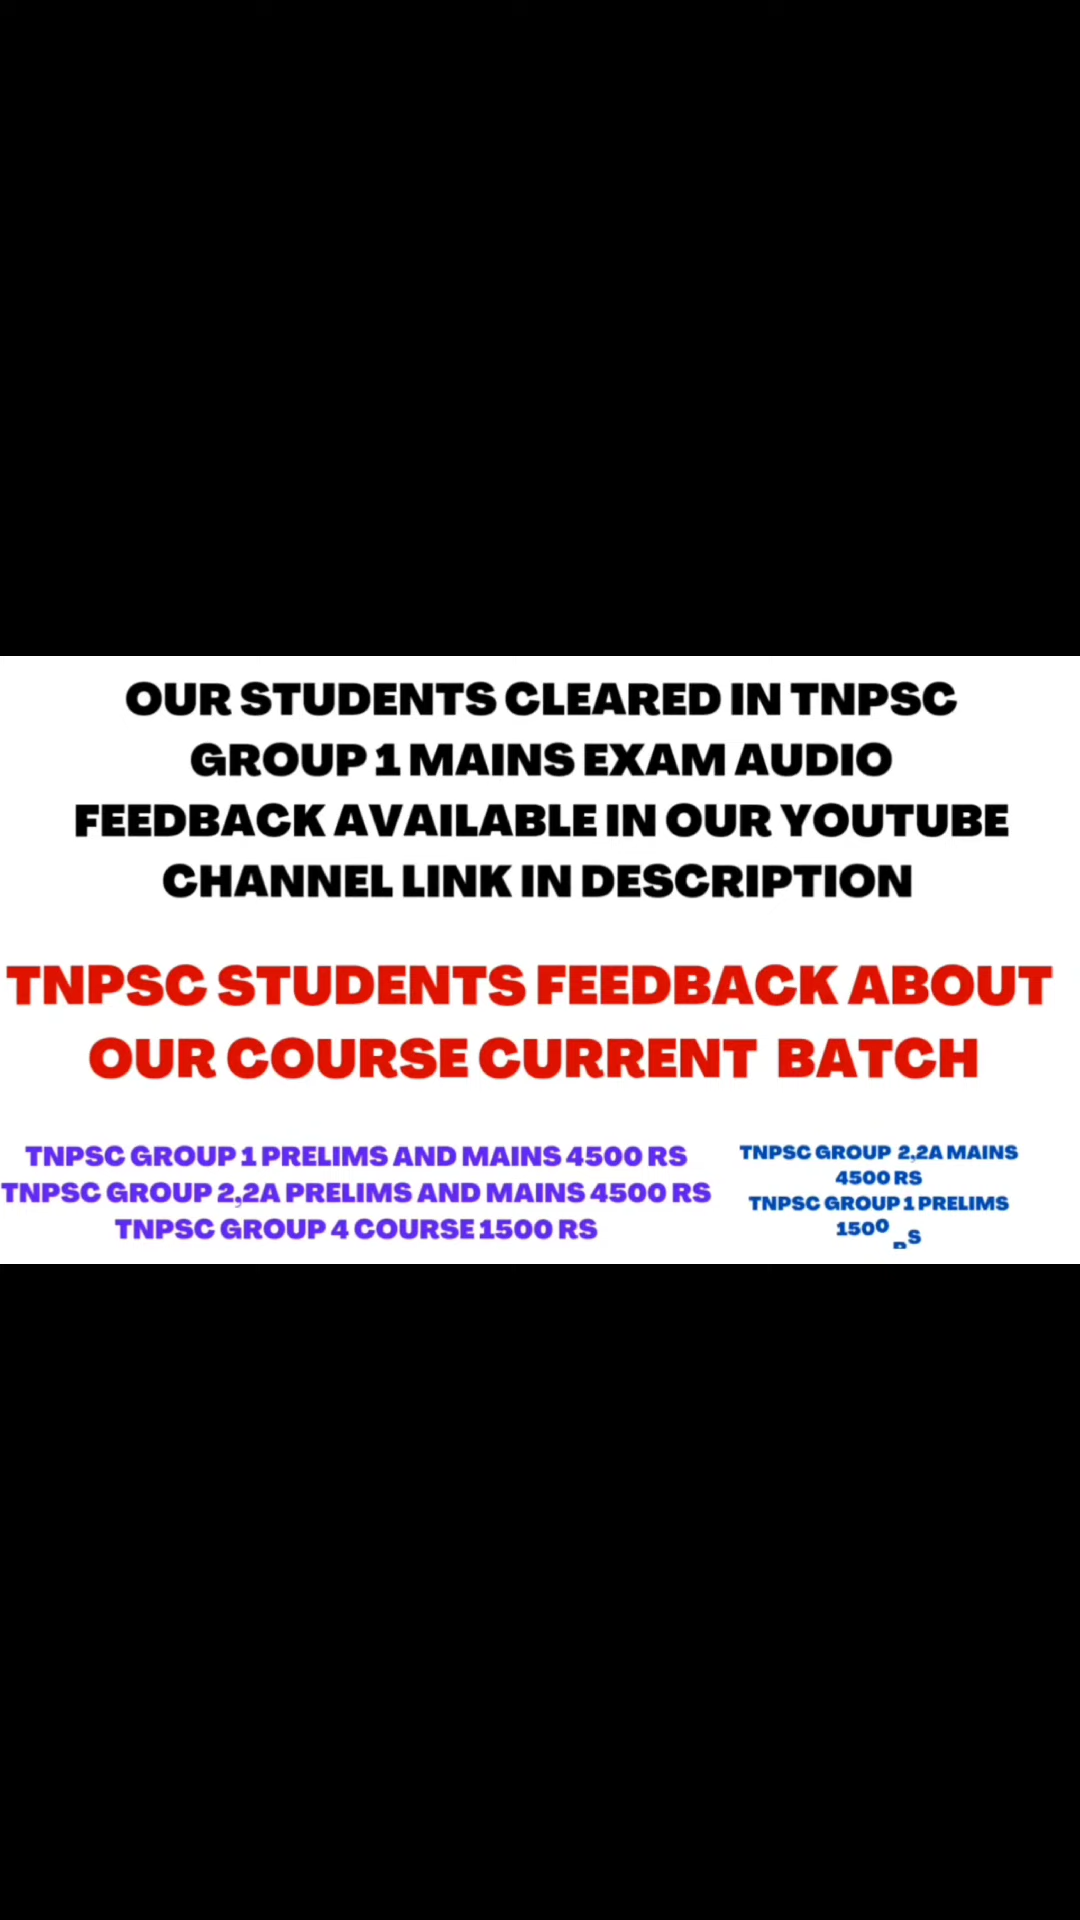 OUR STUDENTS CLEARED IN TNPSC
GROUP 1 MAINS EXAM AUDIO
FEEDBACK AVAILABLE IN OUR YOUTUBE
CHANNEL LINK IN DESCRIPTION
TNPSC STUDENTS FEEDBACK ABOUT
OUR COURSE CURRENT BATCH
TNPSC GROUP 1 PRELIMS AND MAINS 4500 RS
TNPSC GROUP 2,2A PRELIMS AND MAINS 4500 RS
TNPSC GROUP 4 COURSE 1500 RS
TNPSC GROUP 2,2A MAINS
4500 RS
TNPSC GROUP 1 PRELIMS
1500 RS